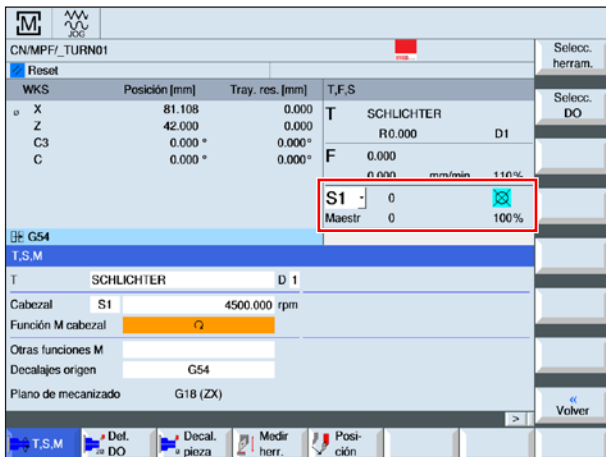 M
JOG
CN/MPF/_TURN01
Reset
Selecc. herram.
Selecc. DO
WKS Posición [mm] Tray. res. [mm]
X 81.108 0.000
Z 42.000 0.000
C3 0.000 ° 0.000°
C 0.000 ° 0.000°
T,F,S
T SCHLICHTER
R0.000 D1
F 0.000
0.000 mm/min 110%
S1 0
Maestr 0 100%
G54
T,S,M
T SCHLICHTER D 1
Cabezal S1 4500.000 rpm
Función M cabezal
Otras funciones M
Decalajes origen G54
Plano de mecanizado G18 (ZX)
>
«
Volver
T,S,M
Def. DO
Decal. pieza
Medir herr.
Posi-
ción